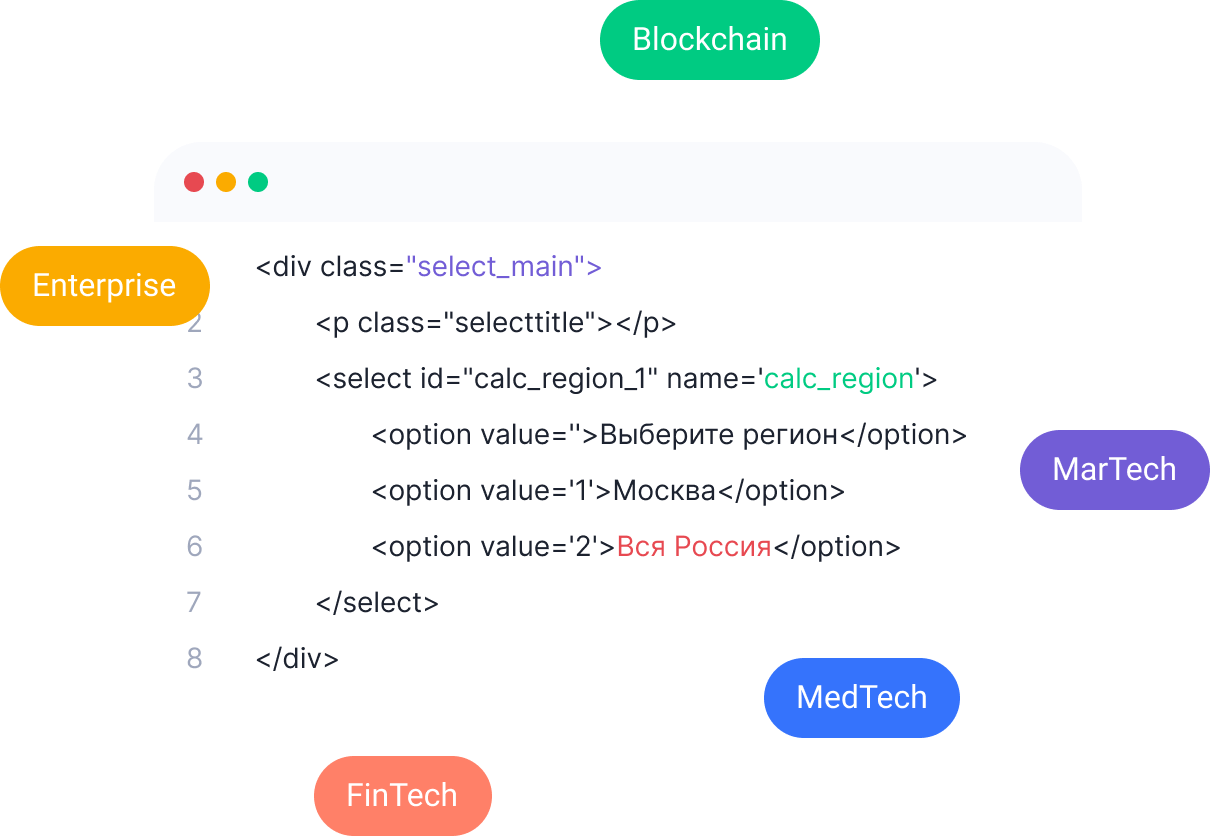 Blockchain
Enterprise
<div class="select_main">
2 <p class="selecttitle"></p>
3 <select id="calc_region_1" name='calc_region'>
4 <option value=''>Выберите регион</option>
MarTech
5 <option value='1'>Москва</option>
6 <option value='2'>Вся Россия</option>
7 </select>
8 </div>
MedTech
FinTech